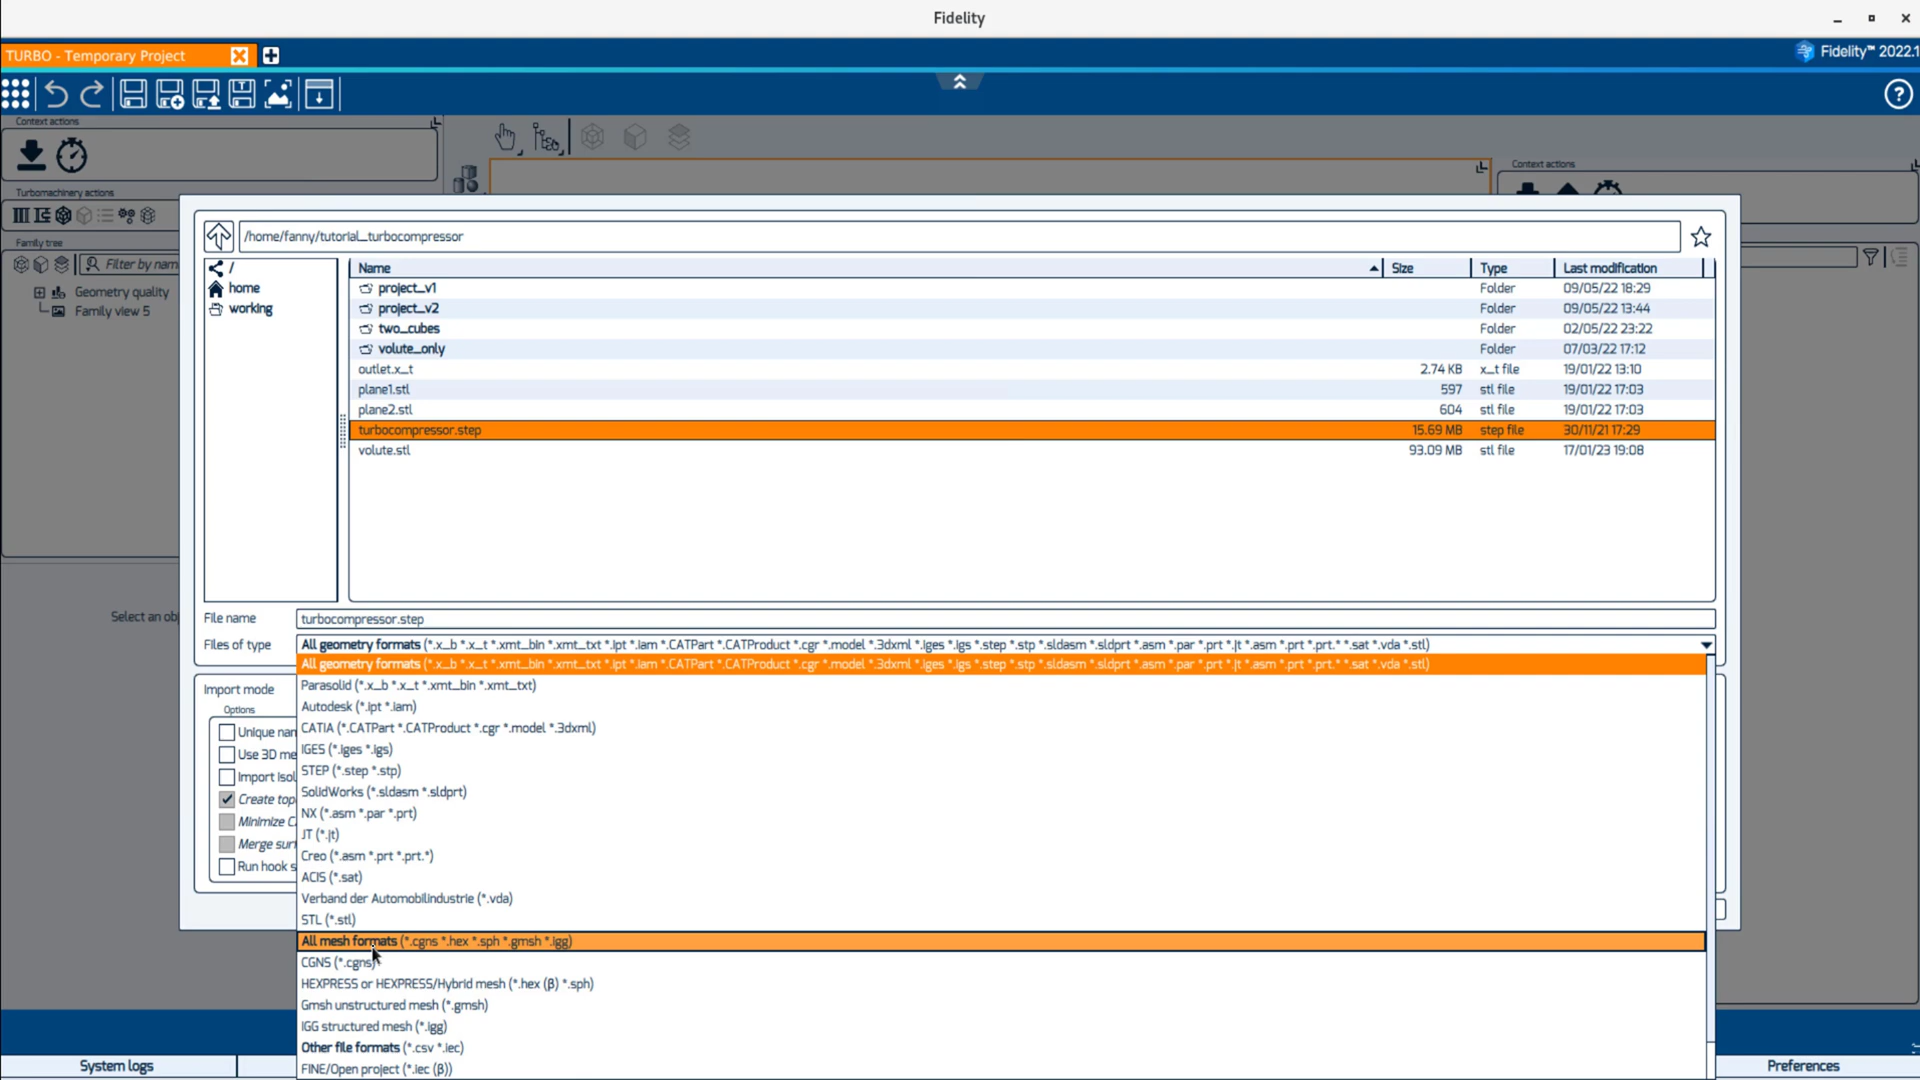 Fidelity
TURBO - Temporary Project
Fidelity™ 2022.1
Context actions
Context actions
Turbomachinery actions
Family tree
Filter by nam
Geometry quality
Family view 5
Select an obj
/home/fanny/tutorial_turbocompressor
/
home
working
Name Size Type Last modification
project_v1 Folder 09/05/22 18:29
project_v2 Folder 09/05/22 13:44
two_cubes Folder 02/05/22 23:22
volute_only Folder 07/03/22 17:12
outlet.x_t 2.74 KB x_t file 19/01/22 13:10
plane1.stl 597 stl file 19/01/22 17:03
plane2.stl 604 stl file 19/01/22 17:03
turbocompressor.step 15.69 MB step file 30/11/21 17:29
volute.stl 93.09 MB stl file 17/01/23 19:08
File name turbocompressor.step
Files of type All geometry formats (*.x_b *.x_t *.xmt_bin *.xmt_txt *.ipt *.iam *.CATPart *.CATProduct *.cgr *.model *.3dxml *.iges *.igs *.step *.stp *.sldasm *.sldprt *.asm *.par *.prt *.jt *.asm *.prt *.prt.* *.sat *.vda *.stl)
All geometry formats (*.x_b *.x_t *.xmt_bin *.xmt_txt *.ipt *.iam *.CATPart *.CATProduct *.cgr *.model *.3dxml *.iges *.igs *.step *.stp *.sldasm *.sldprt *.asm *.par *.prt *.jt *.asm *.prt *.prt.* *.sat *.vda *.stl)
Parasolid (*.x_b *.x_t *.xmt_bin *.xmt_txt)
Autodesk (*.ipt *.iam)
CATIA (*.CATPart *.CATProduct *.cgr *.model *.3dxml)
IGES (*.iges *.igs)
STEP (*.step *.stp)
SolidWorks (*.sldasm *.sldprt)
NX (*.asm *.par *.prt)
JT (*.jt)
Creo (*.asm *.prt *.prt.*)
ACIS (*.sat)
Verband der Automobilindustrie (*.vda)
STL (*.stl)
All mesh formats (*.cgns *.hex *.sph *.gmsh *.igg)
CGNS (*.cgns)
HEXPRESS or HEXPRESS/Hybrid mesh (*.hex (β) *.sph)
Gmsh unstructured mesh (*.gmsh)
IGG structured mesh (*.igg)
Other file formats (*.csv *.iec)
FINE/Open project (*.iec (β))
Import mode
Options
Unique nan
Use 3D me
Import isol
Create top
Minimize C
Merge surf
Run hook s
System logs
Preferences